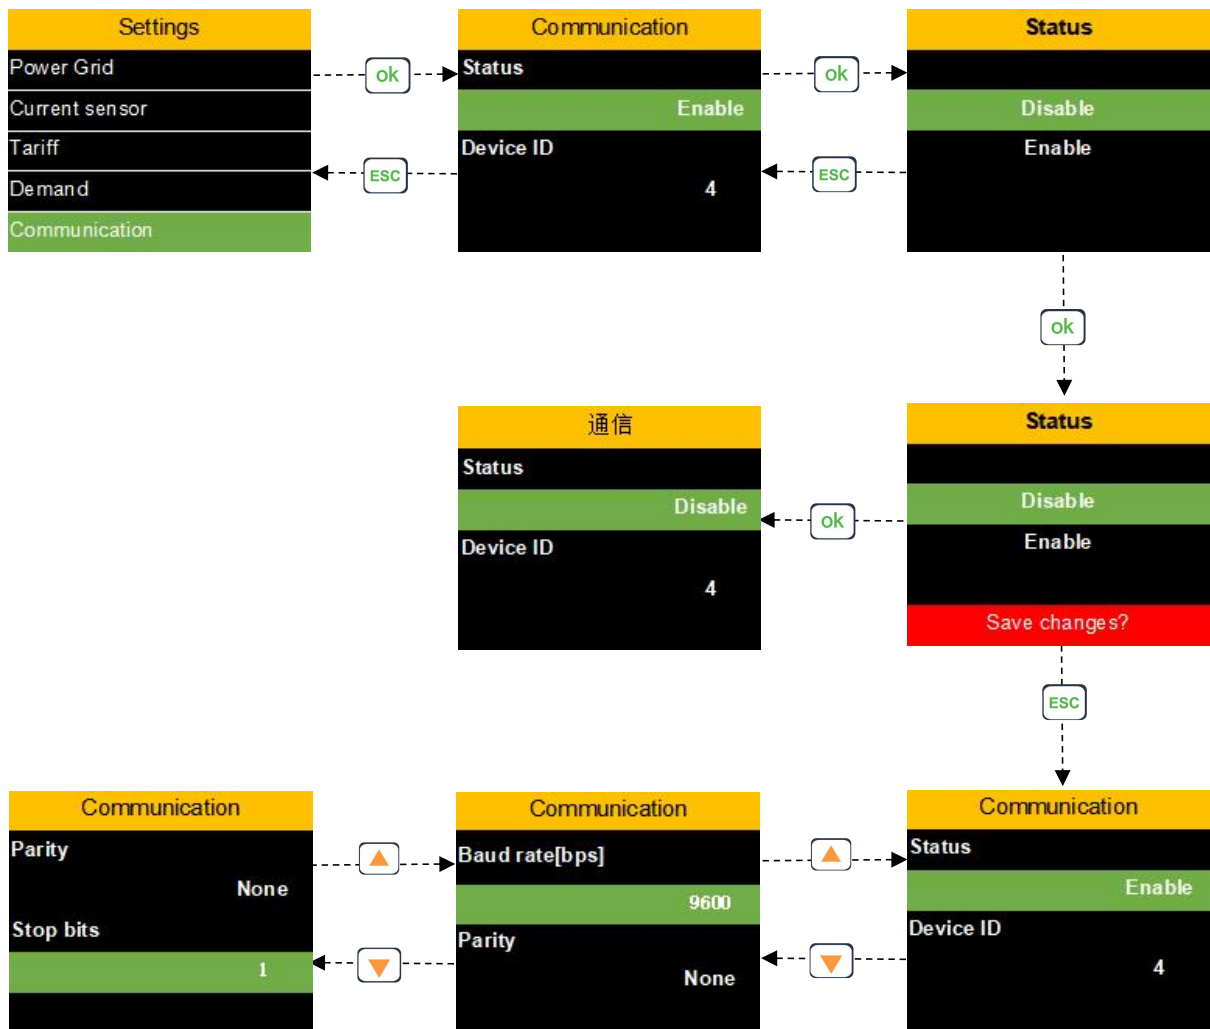 Settings
Power Grid
Current sensor
Tariff
Demand
Communication
ok
ESC
Communication
Status
Enable
Device ID
4
ok
ESC
Status
Disable
Enable
ok
Status
Disable
Enable
Save changes?
ok
通信
Status
Disable
Device ID
4
ESC
Communication
Status
Enable
Device ID
4
Communication
Baud rate[bps]
9600
Parity
None
Communication
Parity
None
Stop bits
1